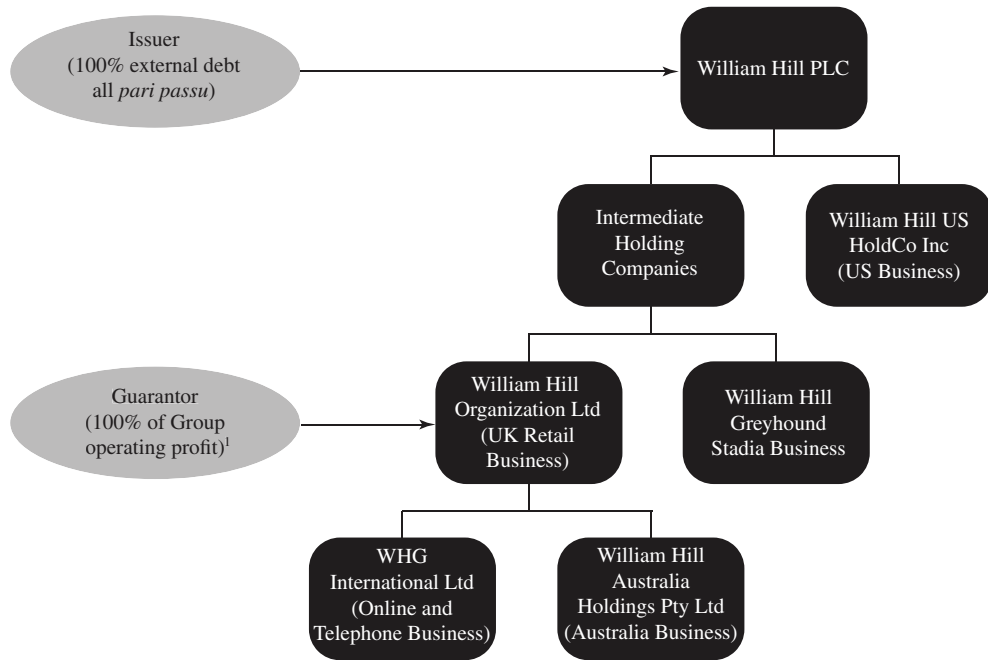 Issuer
(100% external debt
all pari passu)
William Hill PLC
Intermediate
Holding
Companies
William Hill US
HoldCo Inc
(US Business)
Guarantor
(100% of Group
operating profit)1
William Hill
Organization Ltd
(UK Retail
Business)
William Hill
Greyhound
Stadia Business
WHG
International Ltd
(Online and
Telephone Business)
William Hill
Australia
Holdings Pty Ltd
(Australia Business)